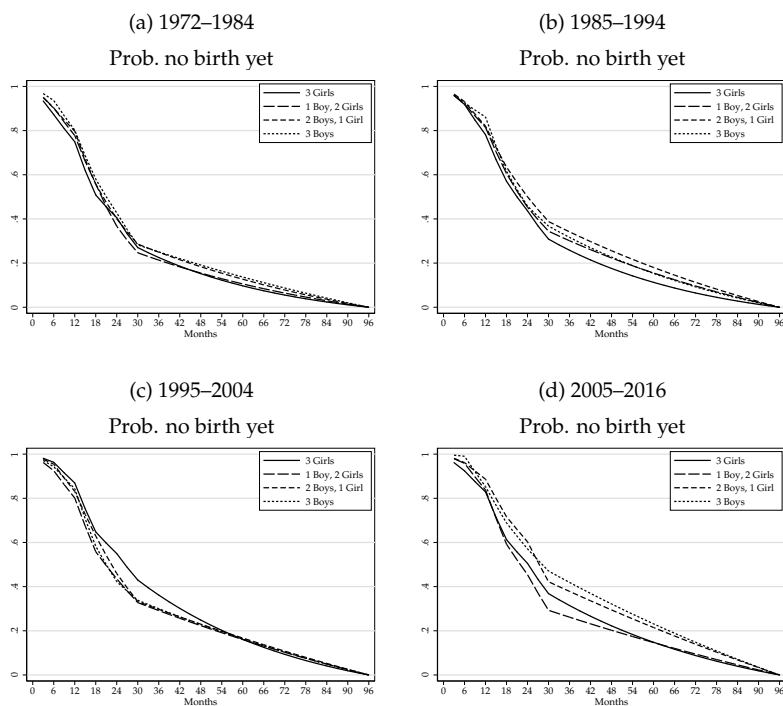 (a) 1972–1984
Prob. no birth yet
3 Girls
1 Boy, 2 Girls
2 Boys, 1 Girl
3 Boys
1
.8
.6
.4
.2
0
0 6 12 18 24 30 36 42 48 54 60 66 72 78 84 90 96
Months
(b) 1985–1994
Prob. no birth yet
3 Girls
1 Boy, 2 Girls
2 Boys, 1 Girl
3 Boys
1
.8
.6
.4
.2
0
0 6 12 18 24 30 36 42 48 54 60 66 72 78 84 90 96
Months
(c) 1995–2004
Prob. no birth yet
3 Girls
1 Boy, 2 Girls
2 Boys, 1 Girl
3 Boys
1
.8
.6
.4
.2
0
0 6 12 18 24 30 36 42 48 54 60 66 72 78 84 90 96
Months
(d) 2005–2016
Prob. no birth yet
3 Girls
1 Boy, 2 Girls
2 Boys, 1 Girl
3 Boys
1
.8
.6
.4
.2
0
0 6 12 18 24 30 36 42 48 54 60 66 72 78 84 90 96
Months